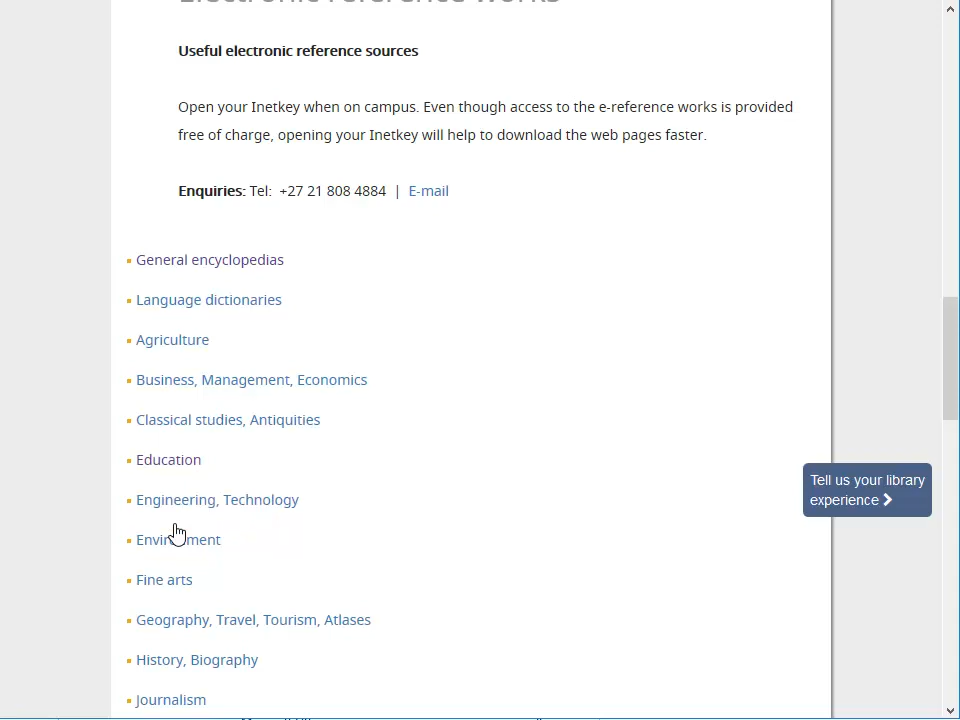 Electronic reference works
Useful electronic reference sources
Open your Inetkey when on campus. Even though access to the e-reference works is provided
free of charge, opening your Inetkey will help to download the web pages faster.
Enquiries: Tel: +27 21 808 4884 | E-mail
General encyclopedias
Language dictionaries
Agriculture
Business, Management, Economics
Classical studies, Antiquities
Education
Engineering, Technology
Environment
Fine arts
Geography, Travel, Tourism, Atlases
History, Biography
Journalism
Tell us your library
experience